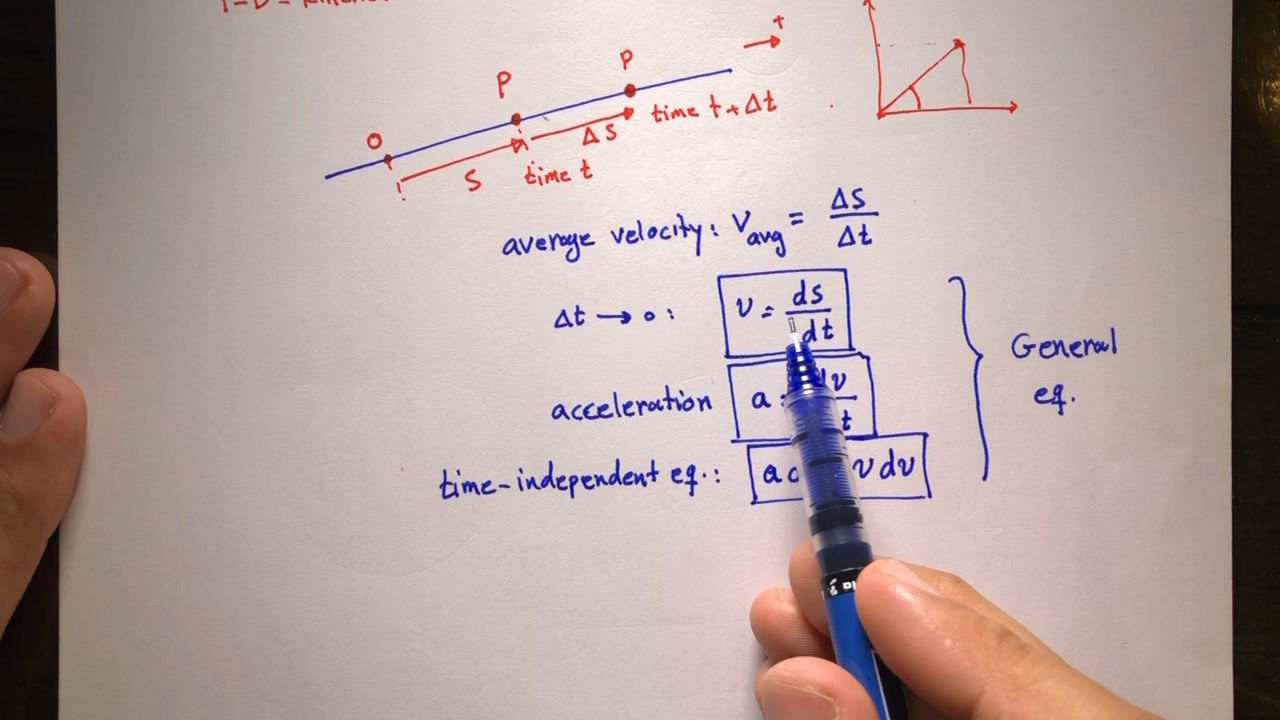 +
P
P
O
time t + Δt
ΔS
S
time t
average velocity: Vavg = ΔS/Δt
Δt → 0: v = ds/dt
acceleration a
v
t
time-independent eq.: a v dv
General
eq.